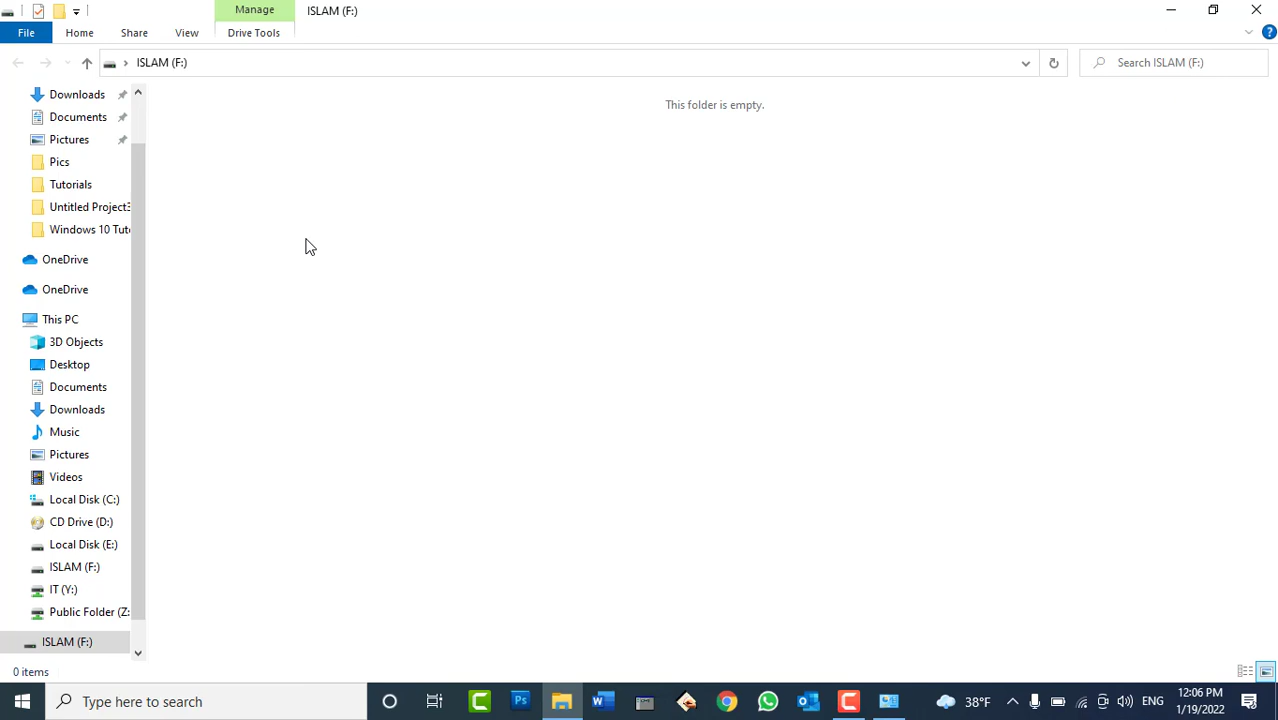 Manage
ISLAM (F:)
File
Home
Share
View
Drive Tools
ISLAM (F:)
Search ISLAM (F:)
This folder is empty.
Downloads
Documents
Pictures
Pics
Tutorials
Untitled Project3
Windows 10 Tuto
OneDrive
OneDrive
This PC
3D Objects
Desktop
Documents
Downloads
Music
Pictures
Videos
Local Disk (C:)
CD Drive (D:)
Local Disk (E:)
ISLAM (F:)
IT (Y:)
Public Folder (Z:
ISLAM (F:)
0 items
Type here to search
Ps
38°F
ENG
12:06 PM
1/19/2022